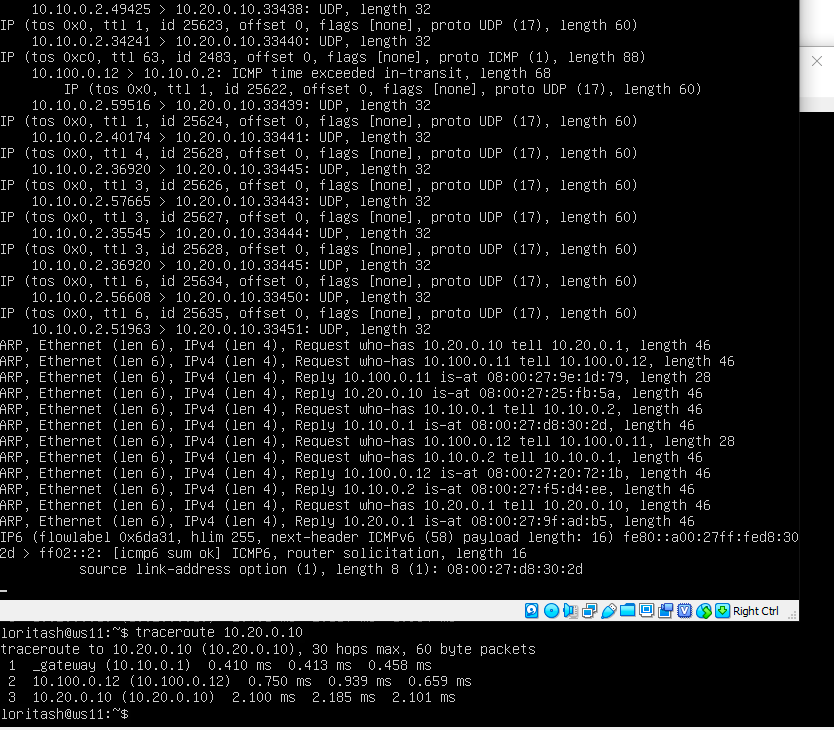 10.10.0.2.49425 > 10.20.0.10.33438: UDP, length 32
IP (tos 0x0, ttl 1, id 25623, offset 0, flags [none], proto UDP (17), length 60)
10.10.0.2.34241 > 10.20.0.10.33440: UDP, length 32
IP (tos 0xc0, ttl 63, id 2483, offset 0, flags [none], proto ICMP (1), length 88)
10.100.0.12 > 10.10.0.2: ICMP time exceeded in-transit, length 68
IP (tos 0x0, ttl 1, id 25622, offset 0, flags [none], proto UDP (17), length 60)
10.10.0.2.59516 > 10.20.0.10.33439: UDP, length 32
IP (tos 0x0, ttl 1, id 25624, offset 0, flags [none], proto UDP (17), length 60)
10.10.0.2.40174 > 10.20.0.10.33441: UDP, length 32
IP (tos 0x0, ttl 4, id 25628, offset 0, flags [none], proto UDP (17), length 60)
10.10.0.2.36920 > 10.20.0.10.33445: UDP, length 32
IP (tos 0x0, ttl 3, id 25626, offset 0, flags [none], proto UDP (17), length 60)
10.10.0.2.57665 > 10.20.0.10.33443: UDP, length 32
IP (tos 0x0, ttl 3, id 25627, offset 0, flags [none], proto UDP (17), length 60)
10.10.0.2.35545 > 10.20.0.10.33444: UDP, length 32
IP (tos 0x0, ttl 3, id 25628, offset 0, flags [none], proto UDP (17), length 60)
10.10.0.2.36920 > 10.20.0.10.33445: UDP, length 32
IP (tos 0x0, ttl 6, id 25634, offset 0, flags [none], proto UDP (17), length 60)
10.10.0.2.56608 > 10.20.0.10.33450: UDP, length 32
IP (tos 0x0, ttl 6, id 25635, offset 0, flags [none], proto UDP (17), length 60)
10.10.0.2.51963 > 10.20.0.10.33451: UDP, length 32
ARP, Ethernet (len 6), IPv4 (len 4), Request who-has 10.20.0.10 tell 10.20.0.1, length 46
ARP, Ethernet (len 6), IPv4 (len 4), Request who-has 10.100.0.11 tell 10.100.0.12, length 46
ARP, Ethernet (len 6), IPv4 (len 4), Reply 10.100.0.11 is-at 08:00:27:9e:1d:79, length 28
ARP, Ethernet (len 6), IPv4 (len 4), Reply 10.20.0.10 is-at 08:00:27:25:fb:5a, length 46
ARP, Ethernet (len 6), IPv4 (len 4), Request who-has 10.10.0.1 tell 10.10.0.2, length 46
ARP, Ethernet (len 6), IPv4 (len 4), Reply 10.10.0.1 is-at 08:00:27:d8:30:2d, length 46
ARP, Ethernet (len 6), IPv4 (len 4), Request who-has 10.100.0.12 tell 10.100.0.11, length 28
ARP, Ethernet (len 6), IPv4 (len 4), Request who-has 10.10.0.2 tell 10.10.0.1, length 46
ARP, Ethernet (len 6), IPv4 (len 4), Reply 10.100.0.12 is-at 08:00:27:20:72:1b, length 46
ARP, Ethernet (len 6), IPv4 (len 4), Reply 10.10.0.2 is-at 08:00:27:f5:d4:ee, length 46
ARP, Ethernet (len 6), IPv4 (len 4), Request who-has 10.20.0.1 tell 10.20.0.10, length 46
ARP, Ethernet (len 6), IPv4 (len 4), Reply 10.20.0.1 is-at 08:00:27:9f:ad:b5, length 46
IP6 (flowlabel 0x6da31, hlim 255, next-header ICMPv6 (58) payload length: 16) fe80::a00:27ff:fed8:30
2d > ff02::2: [icmp6 sum ok] ICMP6, router solicitation, length 16
source link-address option (1), length 8 (1): 08:00:27:d8:30:2d
Right Ctrl
loritash@ws11:~$ traceroute 10.20.0.10
traceroute to 10.20.0.10 (10.20.0.10), 30 hops max, 60 byte packets
1 _gateway (10.10.0.1) 0.410 ms 0.413 ms 0.458 ms
2 10.100.0.12 (10.100.0.12) 0.750 ms 0.939 ms 0.659 ms
3 10.20.0.10 (10.20.0.10) 2.100 ms 2.185 ms 2.101 ms
loritash@ws11:~$